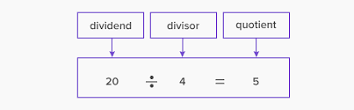 dividend divisor quotient
20 ÷ 4 = 5